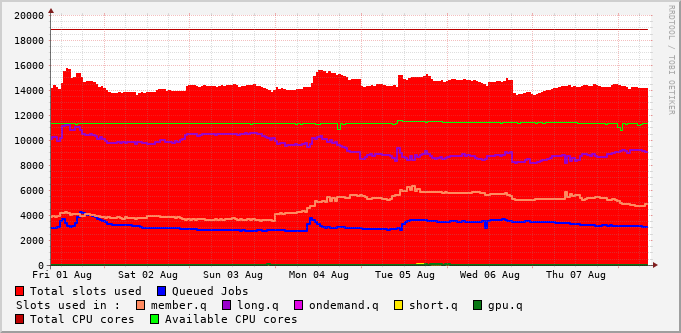 20000
18000
16000
14000
12000
10000
8000
6000
4000
2000
0
Fri 01 Aug Sat 02 Aug Sun 03 Aug Mon 04 Aug Tue 05 Aug Wed 06 Aug Thu 07 Aug
Total slots used Queued Jobs
Slots used in : member.q long.q ondemand.q short.q gpu.q
Total CPU cores Available CPU cores
RRDTOOL / TOBI OETIKER